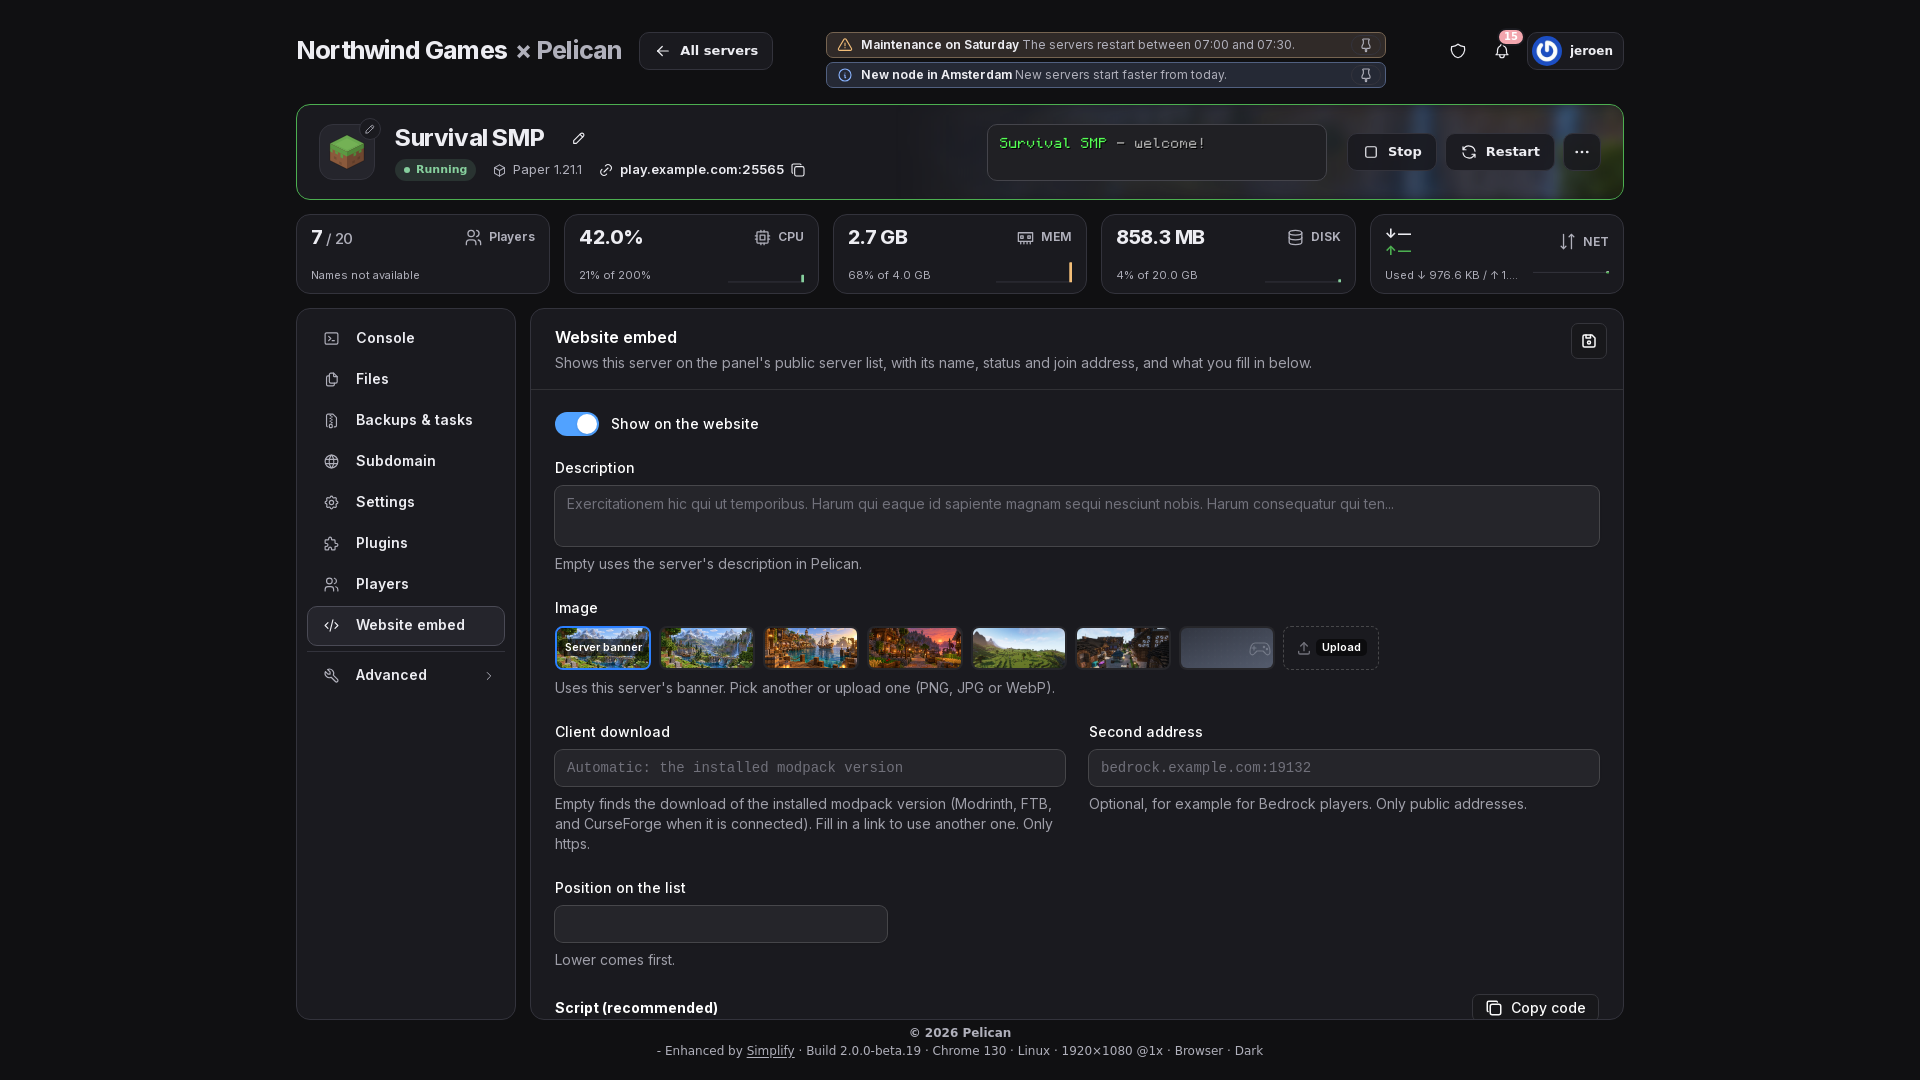 Northwind Games × Pelican
All servers
Maintenance on Saturday The servers restart between 07:00 and 07:30.
New node in Amsterdam New servers start faster from today.
15
jeroen
Survival SMP
Running
Paper 1.21.1
play.example.com:25565
Survival SMP - welcome!
Stop
Restart
7 / 20
Players
Names not available
42.0%
CPU
21% of 200%
2.7 GB
MEM
68% of 4.0 GB
858.3 MB
DISK
4% of 20.0 GB
↓—
↑—
NET
Used ↓ 976.6 KB / ↑ 1....
Console
Files
Backups & tasks
Subdomain
Settings
Plugins
Players
Website embed
Advanced
Website embed
Shows this server on the panel's public server list, with its name, status and join address, and what you fill in below.
Show on the website
Description
Exercitationem hic qui ut temporibus. Harum qui eaque id sapiente magnam sequi nesciunt nobis. Harum consequatur qui ten...
Empty uses the server's description in Pelican.
Image
Server banner
Upload
Uses this server's banner. Pick another or upload one (PNG, JPG or WebP).
Client download
Automatic: the installed modpack version
Empty finds the download of the installed modpack version (Modrinth, FTB,
and CurseForge when it is connected). Fill in a link to use another one. Only
https.
Second address
bedrock.example.com:19132
Optional, for example for Bedrock players. Only public addresses.
Position on the list
Lower comes first.
Script (recommended)
Copy code
© 2026 Pelican
- Enhanced by Simplify · Build 2.0.0-beta.19 · Chrome 130 · Linux · 1920×1080 @1x · Browser · Dark